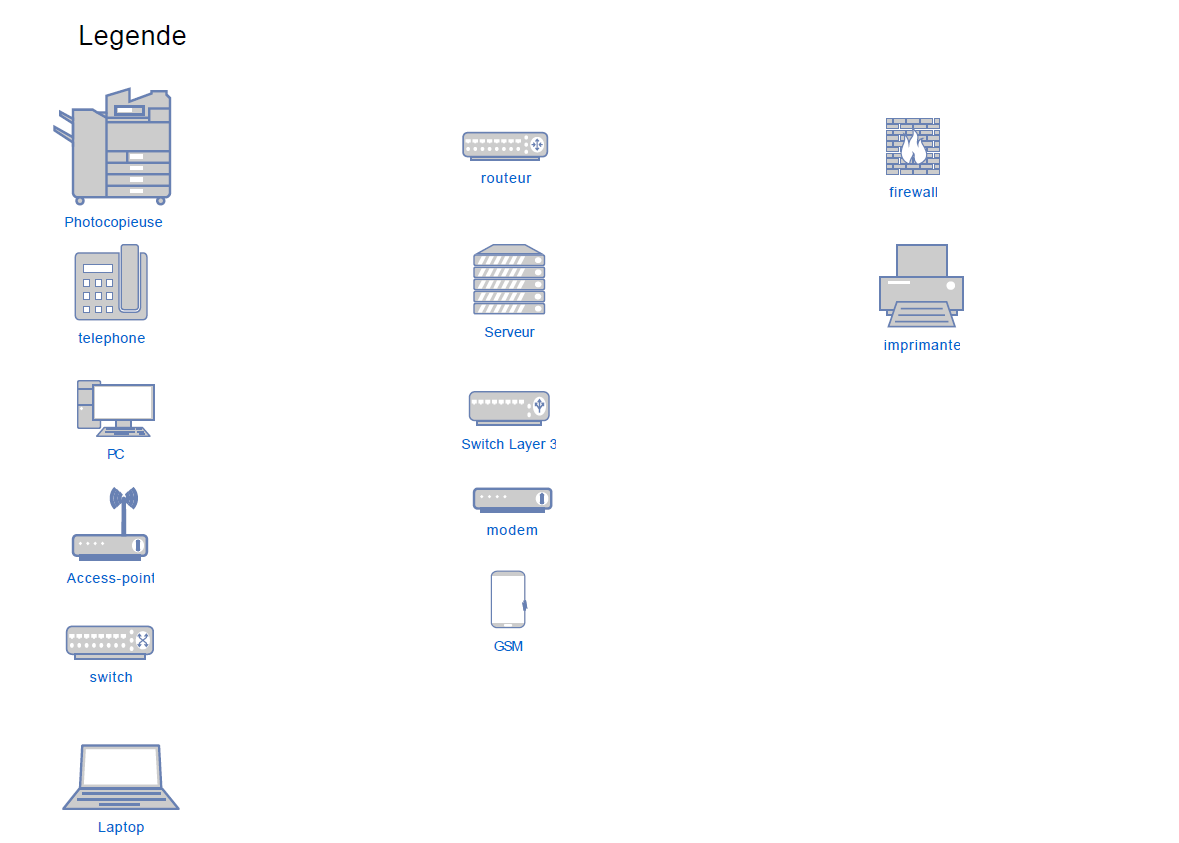 Legende
Photocopieuse
telephone
PC
Access-point
switch
Laptop
routeur
Serveur
Switch Layer 3
modem
GSM
firewall
imprimante